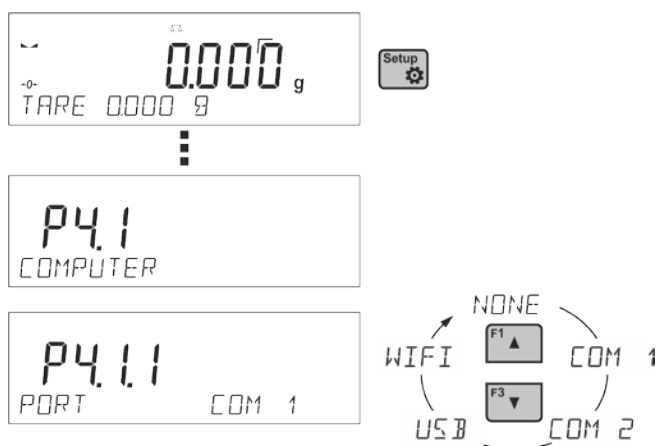 0.000 g
-0-
TARE 0.000 g
Setup
P4.1
COMPUTER
P4.1.1
PORT COM 1
NONE
F1
WIFI COM 1
F3
USB COM 2